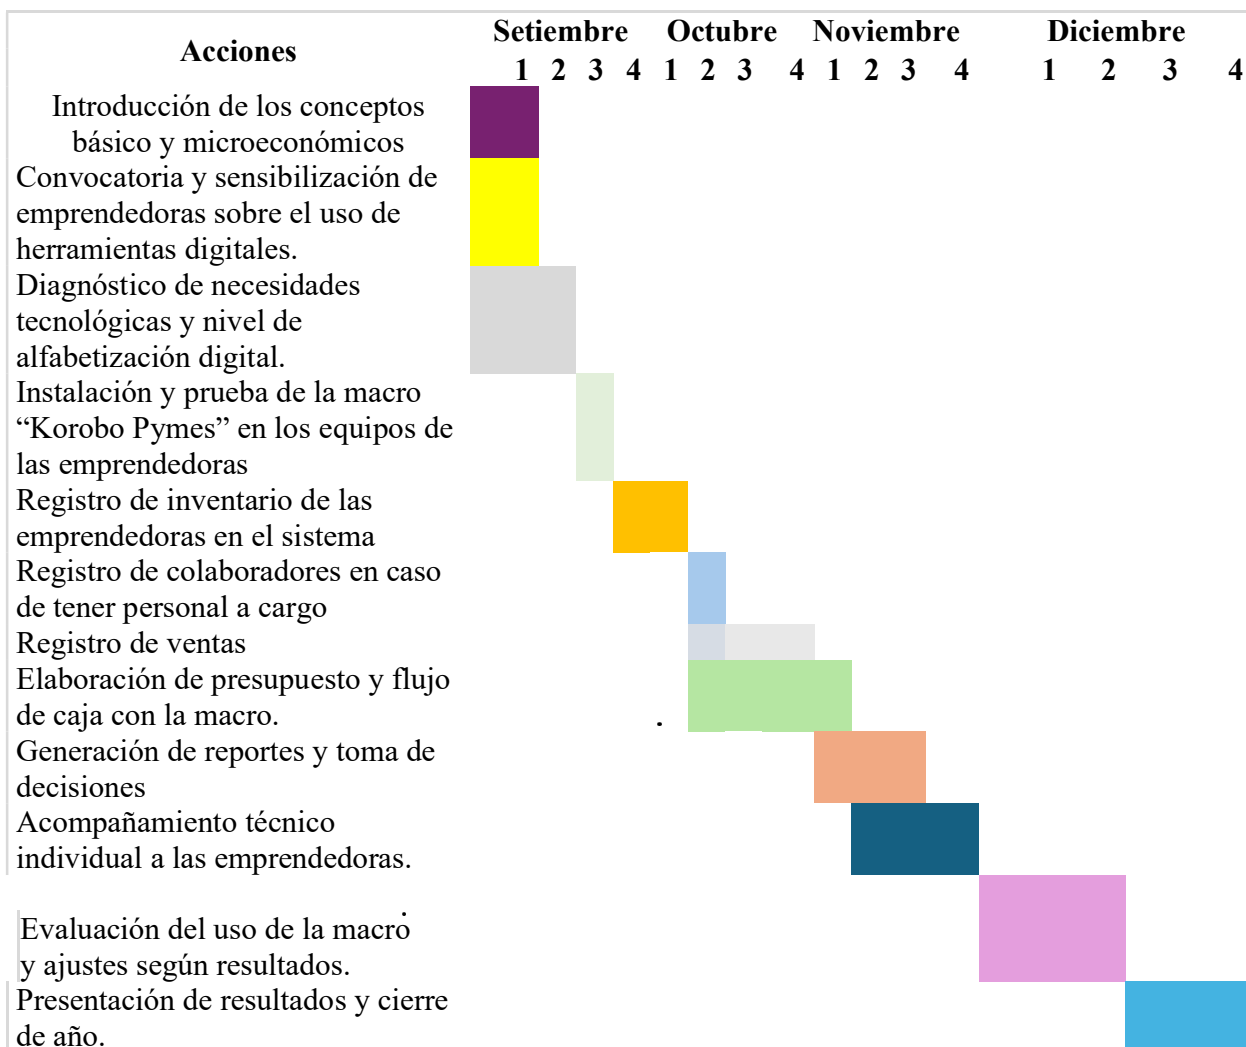 Acciones
Setiembre Octubre Noviembre Diciembre
1 2 3 4 1 2 3 4 1 2 3 4 1 2 3 4
Introducción de los conceptos
básico y microeconómicos
Convocatoria y sensibilización de
emprendedoras sobre el uso de
herramientas digitales.
Diagnóstico de necesidades
tecnológicas y nivel de
alfabetización digital.
Instalación y prueba de la macro
“Korobo Pymes” en los equipos de
las emprendedoras
Registro de inventario de las
emprendedoras en el sistema
Registro de colaboradores en caso
de tener personal a cargo
Registro de ventas
Elaboración de presupuesto y flujo
de caja con la macro.
.
Generación de reportes y toma de
decisiones
Acompañamiento técnico
individual a las emprendedoras.
.
Evaluación del uso de la macro
y ajustes según resultados.
Presentación de resultados y cierre
de año.